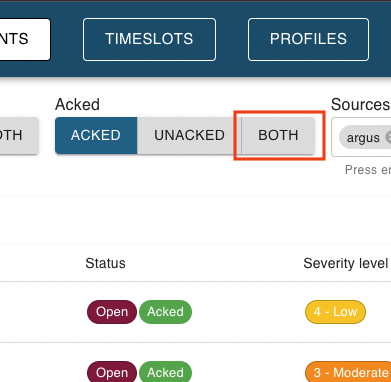 NTS TIMESLOTS PROFILES
Acked Sources
OTH ACKED UNACKED BOTH argus
Press en
Status Severity level
Open Acked 4 - Low
Open Acked 3 - Moderate